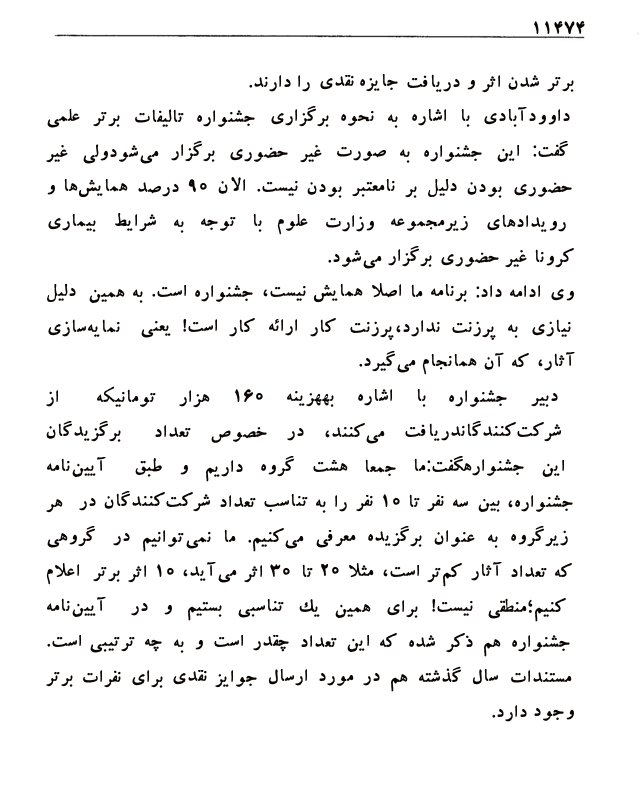 ۱۱۴۷۴
برتر شدن اثر و دریافت جایزه نقدی را دارند.
داوودآبادی با اشاره به نحوه برگزاری جشنواره تالیفات برتر علمی
گفت: این جشنواره به صورت غیر حضوری برگزار می‌شودولی غیر
حضوری بودن دلیل بر نامعتبر بودن نیست. الان ۹۰ درصد همایش‌ها و
رویدادهای زیرمجموعه وزارت علوم با توجه به شرایط بیماری
کرونا غیر حضوری برگزار می‌شود.
وی ادامه داد: برنامه ما اصلا همایش نیست، جشنواره است. به همین دلیل
نیازی به پرزنت ندارد،پرزنت کار ارائه کار است! یعنی نمایه‌سازی
آثار، که آن همانجام می‌گیرد.
دبیر جشنواره با اشاره بههزینه ۱۶۰ هزار تومانیکه از
شرکت‌کنندگاندریافت می‌کنند، در خصوص تعداد برگزیدگان
این جشنوارهگفت:ما جمعا هشت گروه داریم و طبق آیین‌نامه
جشنواره، بین سه نفر تا ۱۰ نفر را به تناسب تعداد شرکت‌کنندگان در هر
زیرگروه به عنوان برگزیده معرفی می‌کنیم. ما نمی‌توانیم در گروهی
که تعداد آثار کم‌تر است، مثلا ۲۵ تا ۳۰ اثر می‌آید، ۱۰ اثر برتر اعلام
کنیم؛منطقی نیست! برای همین یك تناسبی بستیم و در آیین‌نامه
جشنواره هم ذکر شده که این تعداد چقدر است و به چه ترتیبی است.
مستندات سال گذشته هم در مورد ارسال جوایز نقدی برای نفرات برتر
وجود دارد.